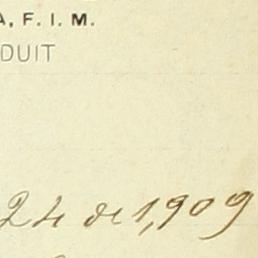 A, F. I. M.
DUIT
24 de 1,909